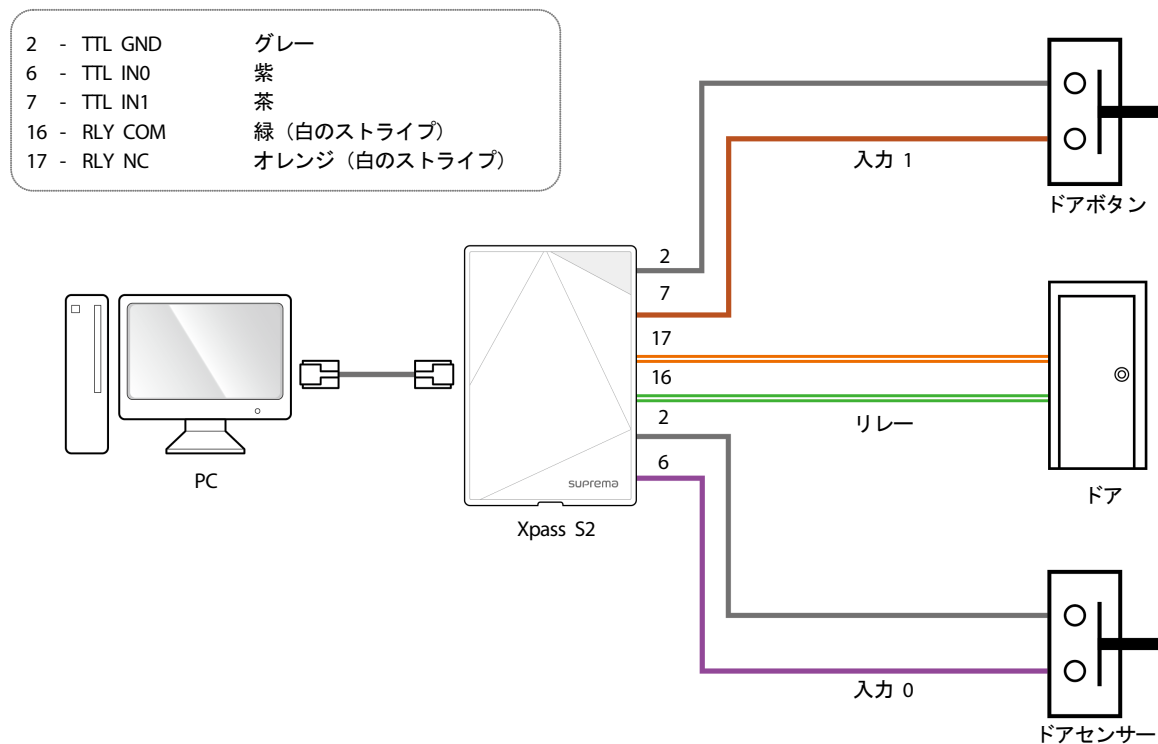 2 - TTL GND グレー
6 - TTL IN0 紫
7 - TTL IN1 茶
16 - RLY COM 緑（白のストライプ）
17 - RLY NC オレンジ（白のストライプ）
入力 1
ドアボタン
2
7
17
16
リレー
2
6
ドア
PC
suprema
Xpass S2
入力 0
ドアセンサー